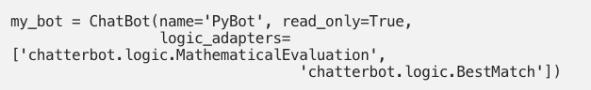 my_bot = ChatBot(name='PyBot', read_only=True,
logic_adapters=
['chatterbot.logic.MathematicalEvaluation',
'chatterbot.logic.BestMatch'])